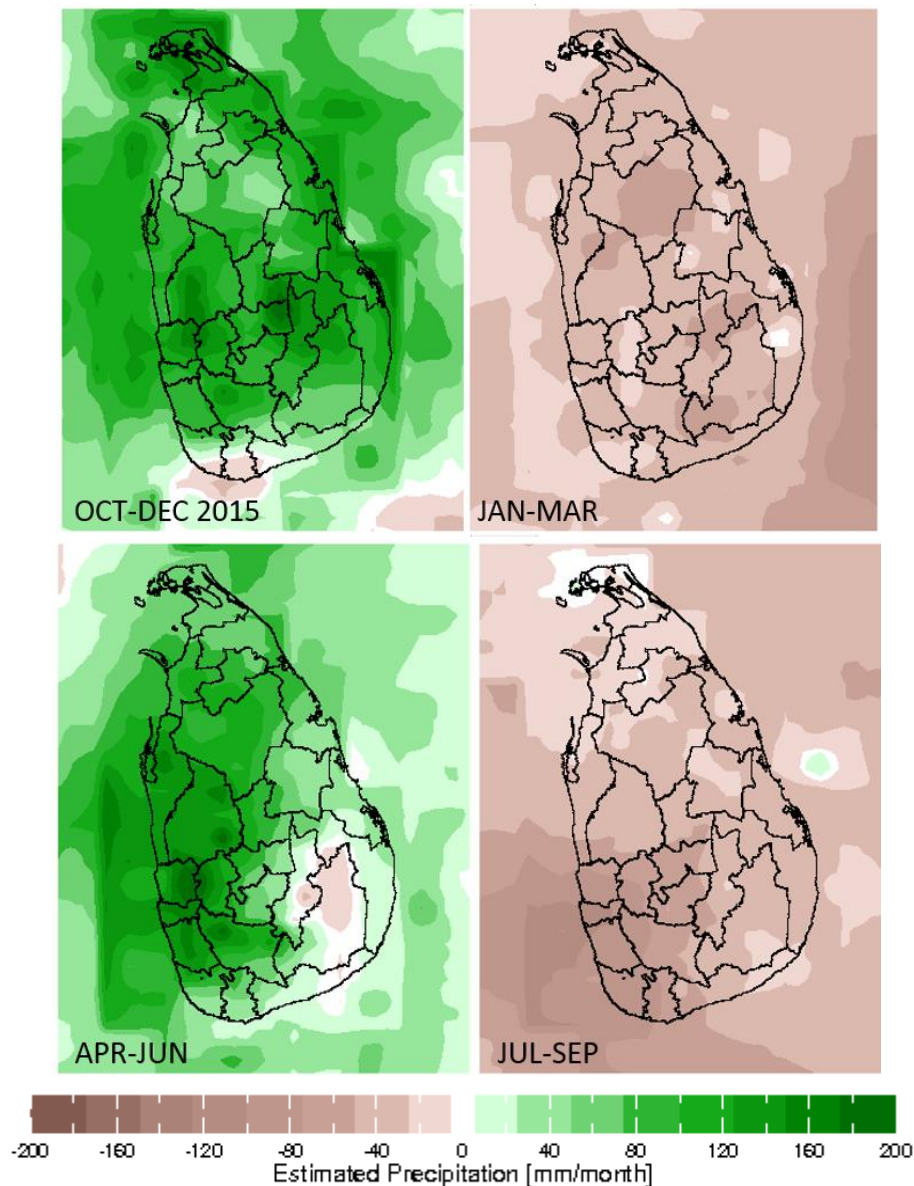 OCT-DEC 2015
JAN-MAR
APR-JUN
JUL-SEP
-200 -160 -120 -80 -40 0 40 80 120 160 200
Estimated Precipitation [mm/month]